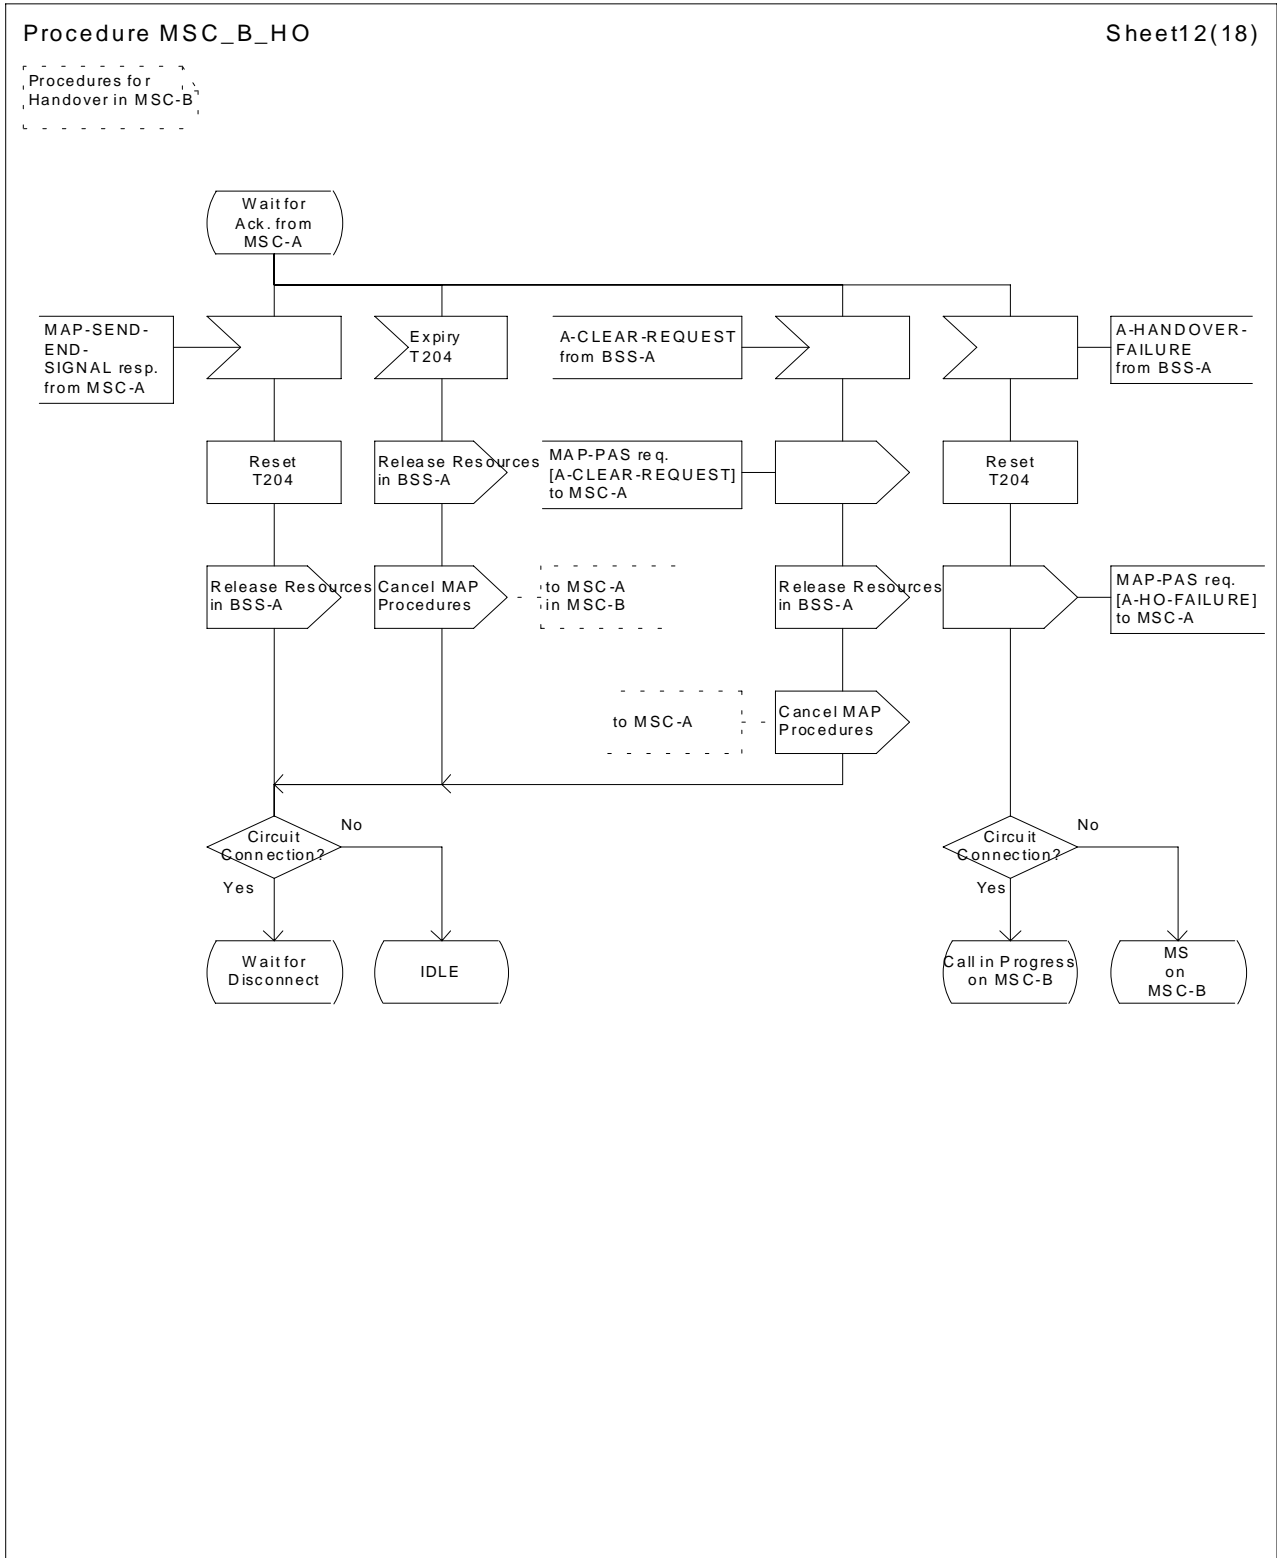 Procedure MSC_B_HO
Sheet12(18)
Procedures for
Handover in MSC-B
Wait for
Ack. from
MSC-A
MAP-SEND-
END-
SIGNAL resp.
from MSC-A
Expiry
T204
A-CLEAR-REQUEST
from BSS-A
A-HANDOVER-
FAILURE
from BSS-A
Reset
T204
Release Resources
in BSS-A
MAP-PAS req.
[A-CLEAR-REQUEST]
to MSC-A
Reset
T204
Release Resources
in BSS-A
Cancel MAP
Procedures
to MSC-A
in MSC-B
Release Resources
in BSS-A
MAP-PAS req.
[A-HO-FAILURE]
to MSC-A
to MSC-A
Cancel MAP
Procedures
Circuit
Connection?
No
Yes
Circuit
Connection?
No
Yes
Wait for
Disconnect
IDLE
Call in Progress
on MSC-B
MS
on
MSC-B